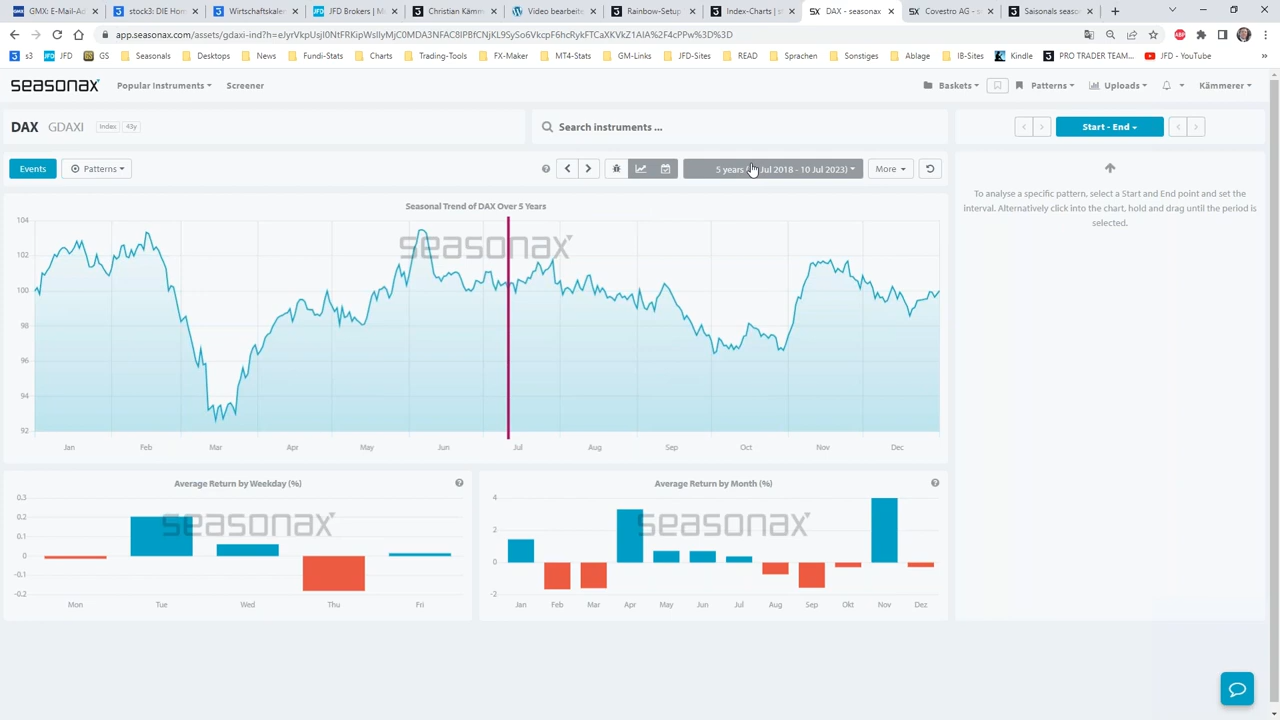 GMX: E-Mail-Ad
stock3: DIE Hom
Wirtschaftskale
JFD Brokers | M
Christian Kämm
Video bearbeite
Rainbow-Setup
Index-Charts | st
DAX - seasonax
Covestro AG - s
Saisonals seaso
app.seasonax.com/assets/gdaxi-ind?h=
s3
JFD
GS
Seasonals
Desktops
News
Fundi-Stats
Charts
Trading-Tools
FX-Maker
MT4-Stats
GM-Links
JFD-Sites
READ
Sprachen
Sonstiges
Ablage
IB-Sites
Kindle
PRO TRADER TEAM...
JFD - YouTube
»
seasonax
Popular Instruments
Screener
Baskets
Patterns
Uploads
Kämmerer
DAX GDAXI Index 43y
Search instruments ...
Start - End
Events
Patterns
5 years Jul 2018 - 10 Jul 2023)
More
To analyse a specific pattern, select a Start and End point and set the
interval. Alternatively click into the chart, hold and drag until the period is
selected.
Seasonal Trend of DAX Over 5 Years
seasonax
104
102
100
98
96
94
92
Jan Feb Mar Apr May Jun Jul Aug Sep Oct Nov Dec
Average Return by Weekday (%)
seasonax
0.3
0.2
0.1
0
-0.1
-0.2
Mon Tue Wed Thu Fri
Average Return by Month (%)
seasonax
4
2
0
-2
Jan Feb Mar Apr May Jun Jul Aug Sep Okt Nov Dez